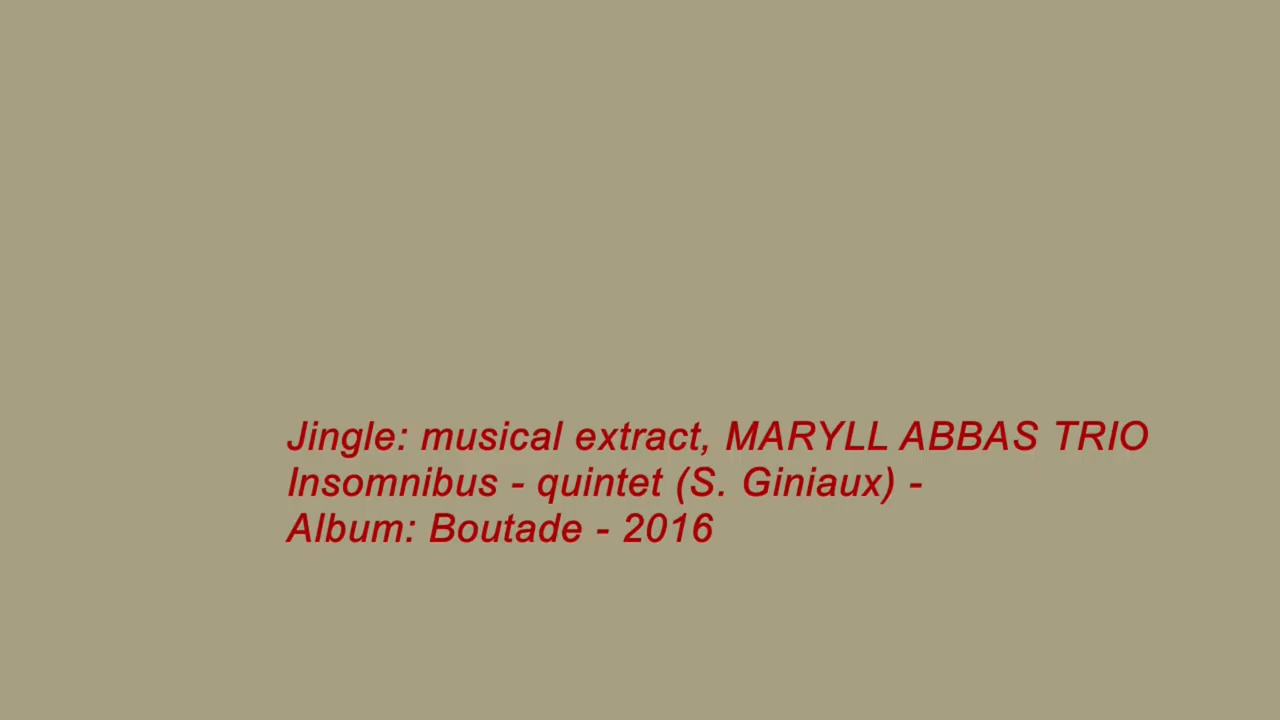 Jingle: musical extract, MARYLL ABBAS TRIO
Insomnibus - quintet (S. Giniaux) -
Album: Boutade - 2016